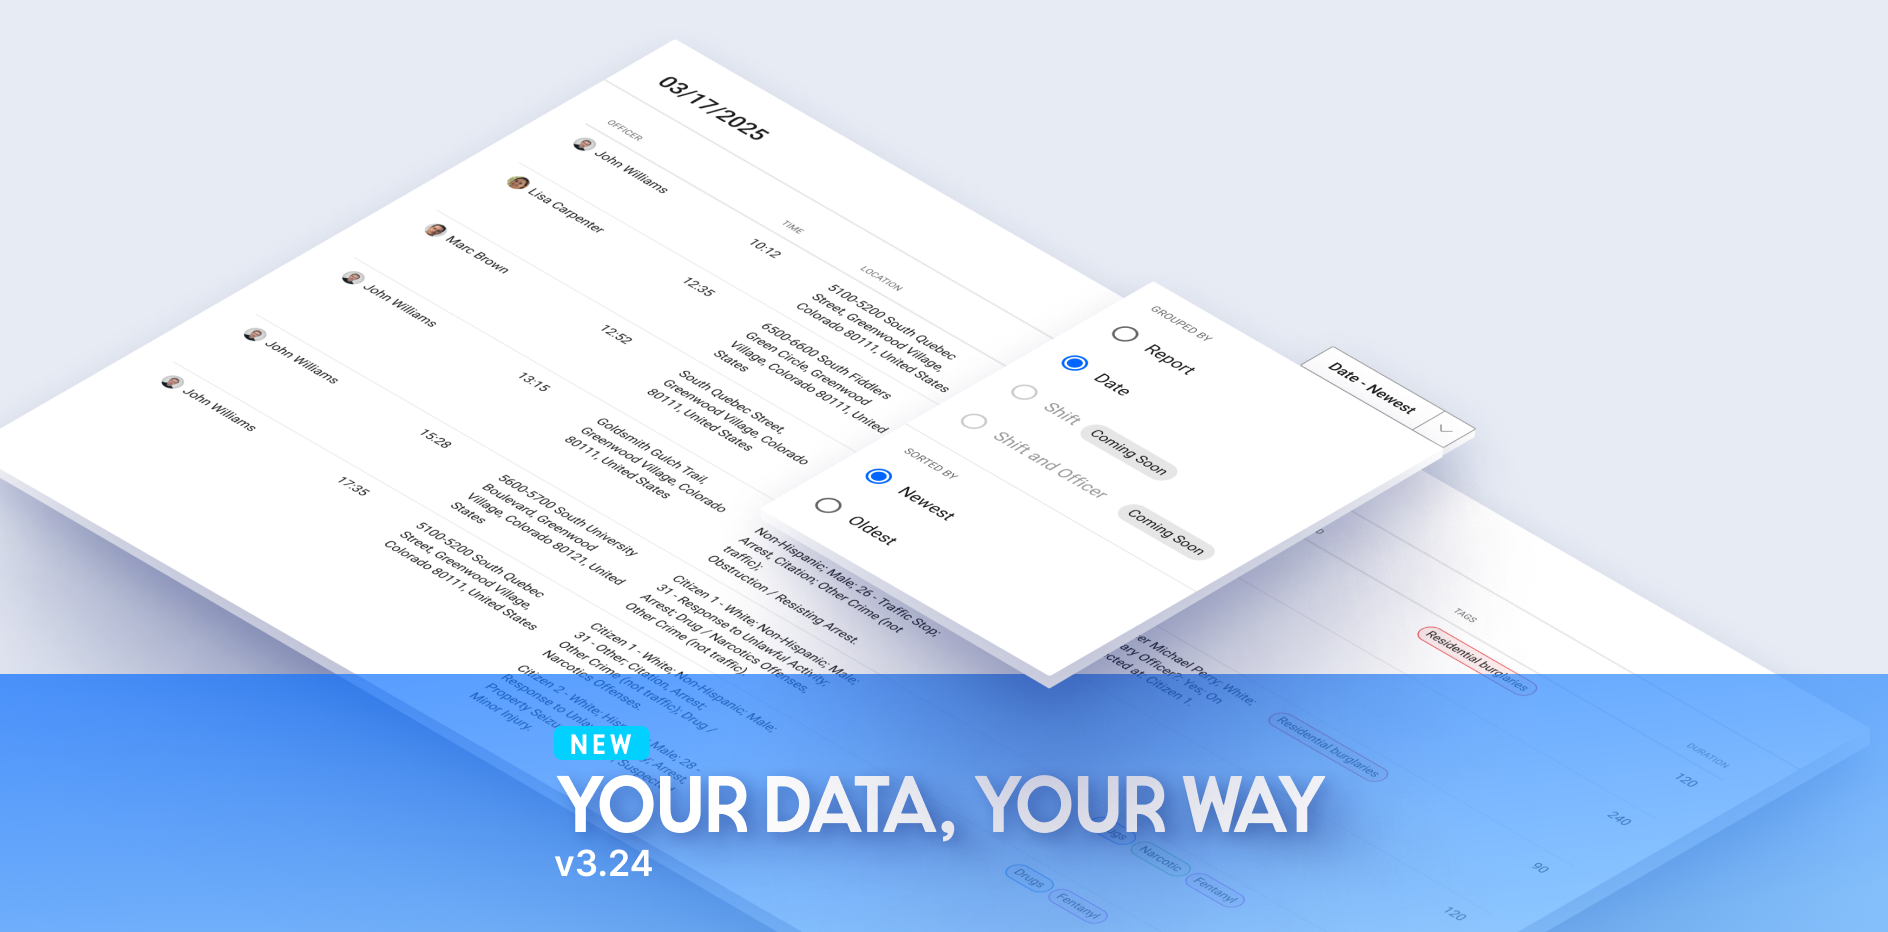 03/17/2025
OFFICER
TIME
LOCATION
John Williams
10:12
5100-5200 South Quebec
Street, Greenwood Village,
Colorado 80111, United States
Lisa Carpenter
12:35
6500-6600 South Fiddlers
Green Circle, Greenwood
Village, Colorado 80111, United
States
Marc Brown
12:52
South Quebec Street,
Greenwood Village, Colorado
80111, United States
John Williams
13:15
Goldsmith Gulch Trail,
Greenwood Village, Colorado
80111, United States
Non-Hispanic; Male; 26 - Traffic Stop;
Arrest, Citation; Other Crime (not
traffic);
Obstruction / Resisting Arrest.
John Williams
15:28
5600-5700 South University
Boulevard, Greenwood
Village, Colorado 80121, United
States
Citizen 1 - White; Non-Hispanic; Male;
31 - Response to Unlawful Activity;
Arrest; Drug / Narcotics Offenses,
Other Crime (not traffic).
John Williams
17:35
5100-5200 South Quebec
Street, Greenwood Village,
Colorado 80111, United States
Citizen 1 - White; Non-Hispanic; Male;
31 - Other; Citation, Arrest;
Other Crime (not traffic); Drug /
Narcotics Offenses.
Citizen 2 - White; Hisp
Male; 28 -
Response to Unla
Arrest,
Property Seizu
Suspected
Minor Injury.
GROUPED BY
Report
Date
Shift
Coming Soon
Shift and Officer
Coming Soon
SORTED BY
Newest
Oldest
Date - Newest
TAGS
DURATION
er Michael Perry: White;
ary Officer?: Yes, On
cted at: Citizen 1.
Residential burglaries
120
Residential burglaries
240
Narcotic
Fentanyl
90
Drugs
Fentanyl
120
NEW
YOUR DATA, YOUR WAY
v3.24